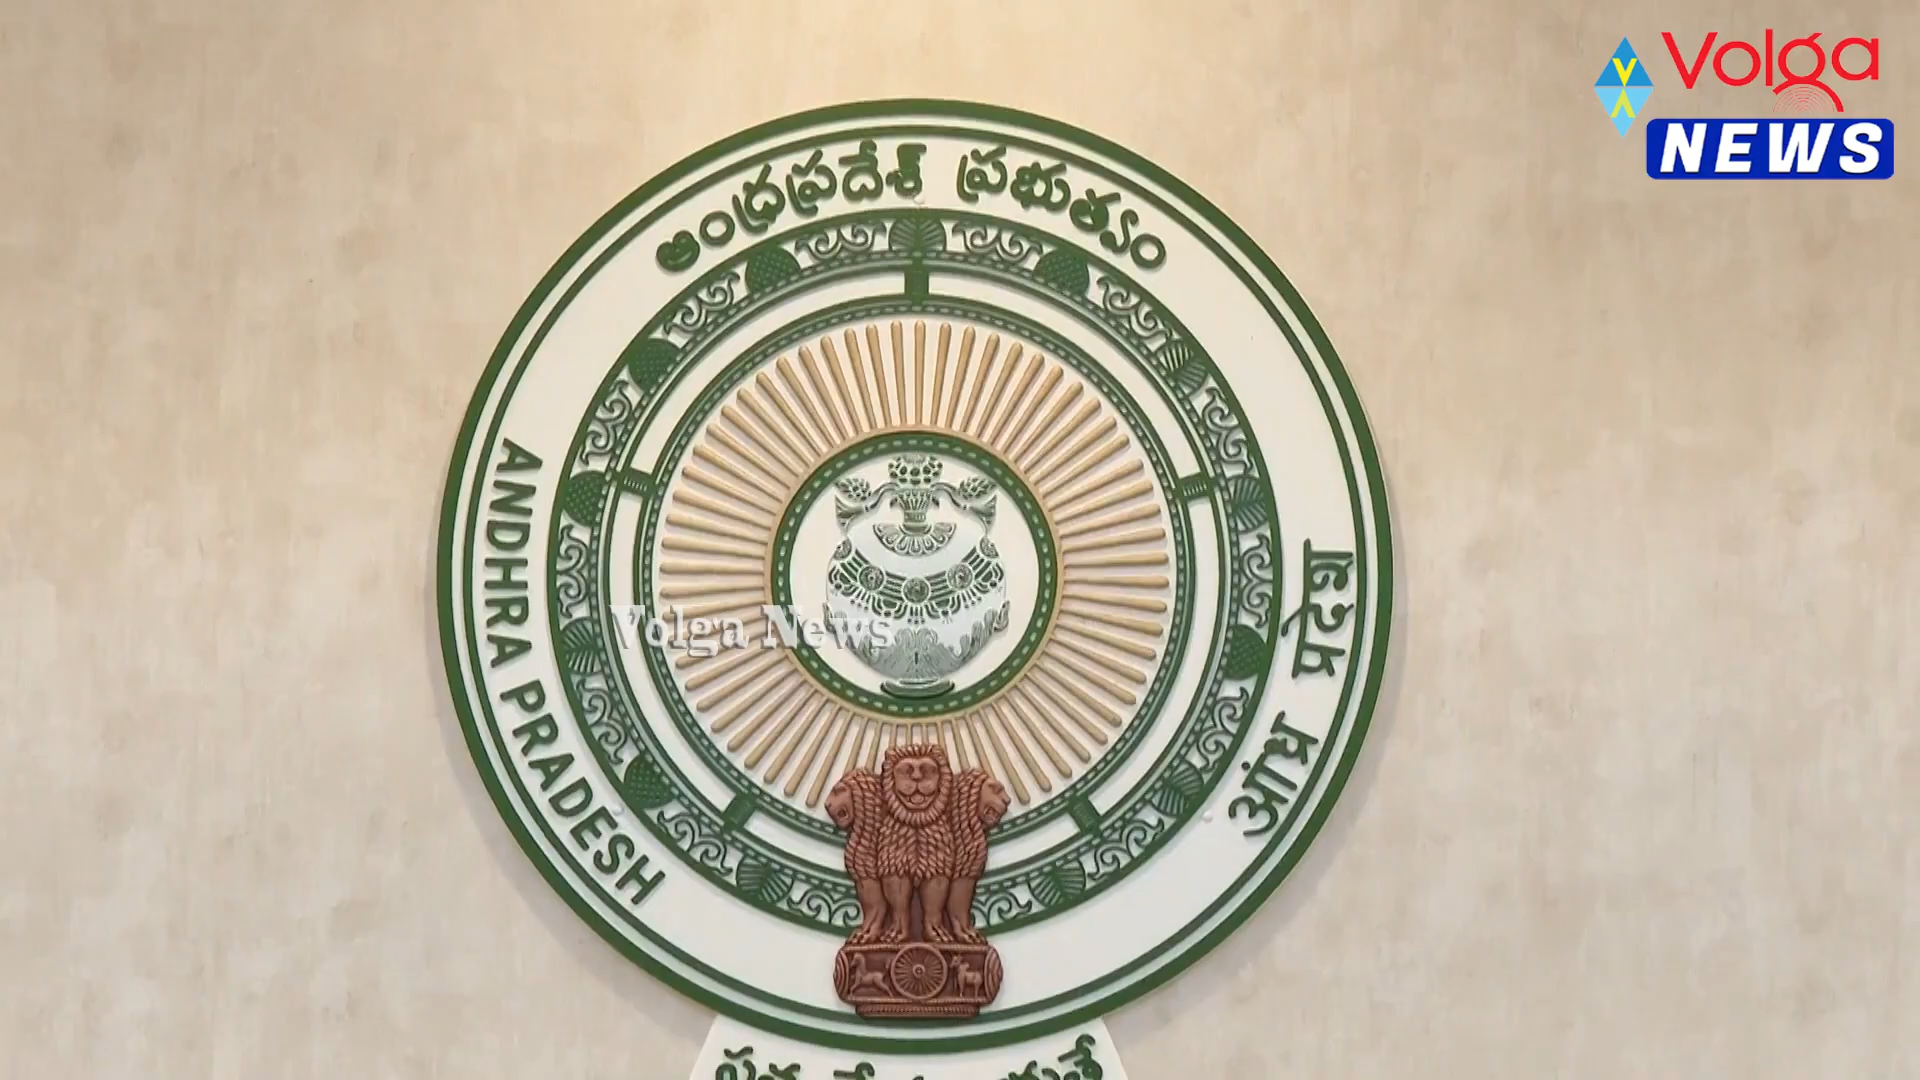 Volga
NEWS
ఆంధ్రప్రదేశ్ ప్రభుత్వం
ANDHRA PRADESH
आंध्र प्रदेश
Volga News